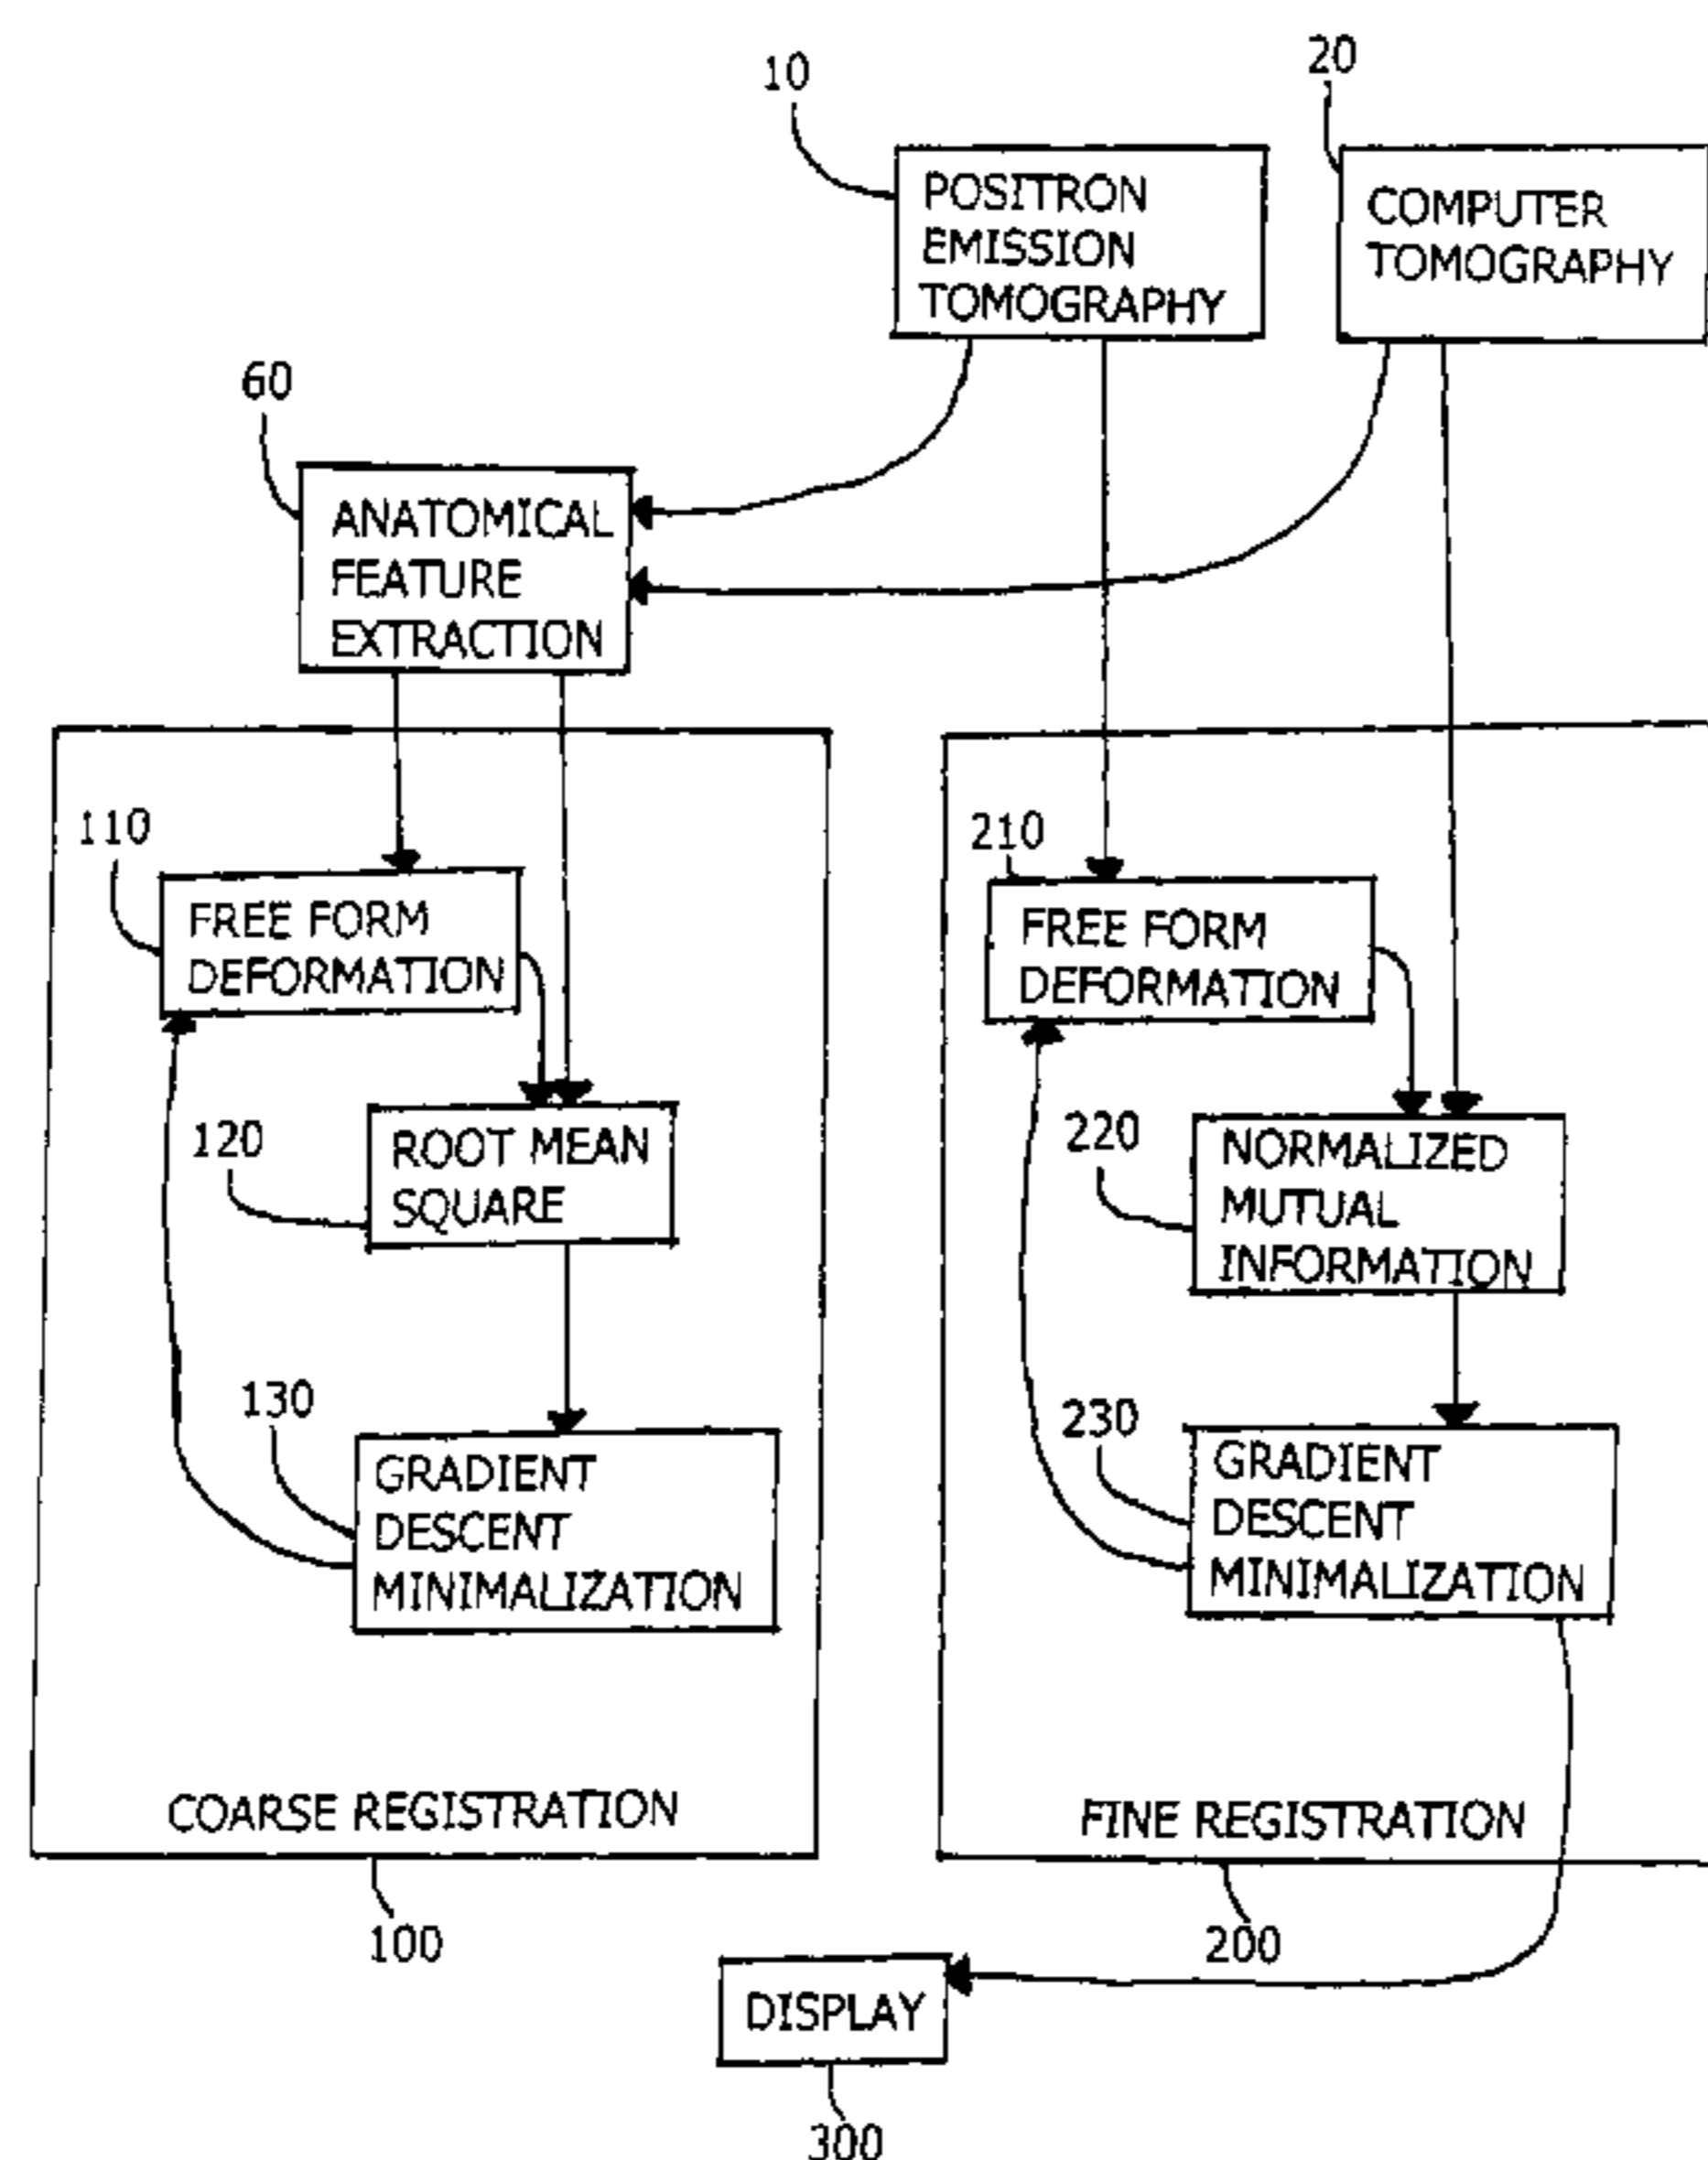 10
20
POSITRON
EMISSION
TOMOGRAPHY
COMPUTER
TOMOGRAPHY
60
ANATOMICAL
FEATURE
EXTRACTION
110
FREE FORM
DEFORMATION
120
ROOT MEAN
SQUARE
130
GRADIENT
DESCENT
MINIMALIZATION
COARSE REGISTRATION
100
210
FREE FORM
DEFORMATION
220
NORMALIZED
MUTUAL
INFORMATION
230
GRADIENT
DESCENT
MINIMALIZATION
FINE REGISTRATION
200
DISPLAY
300